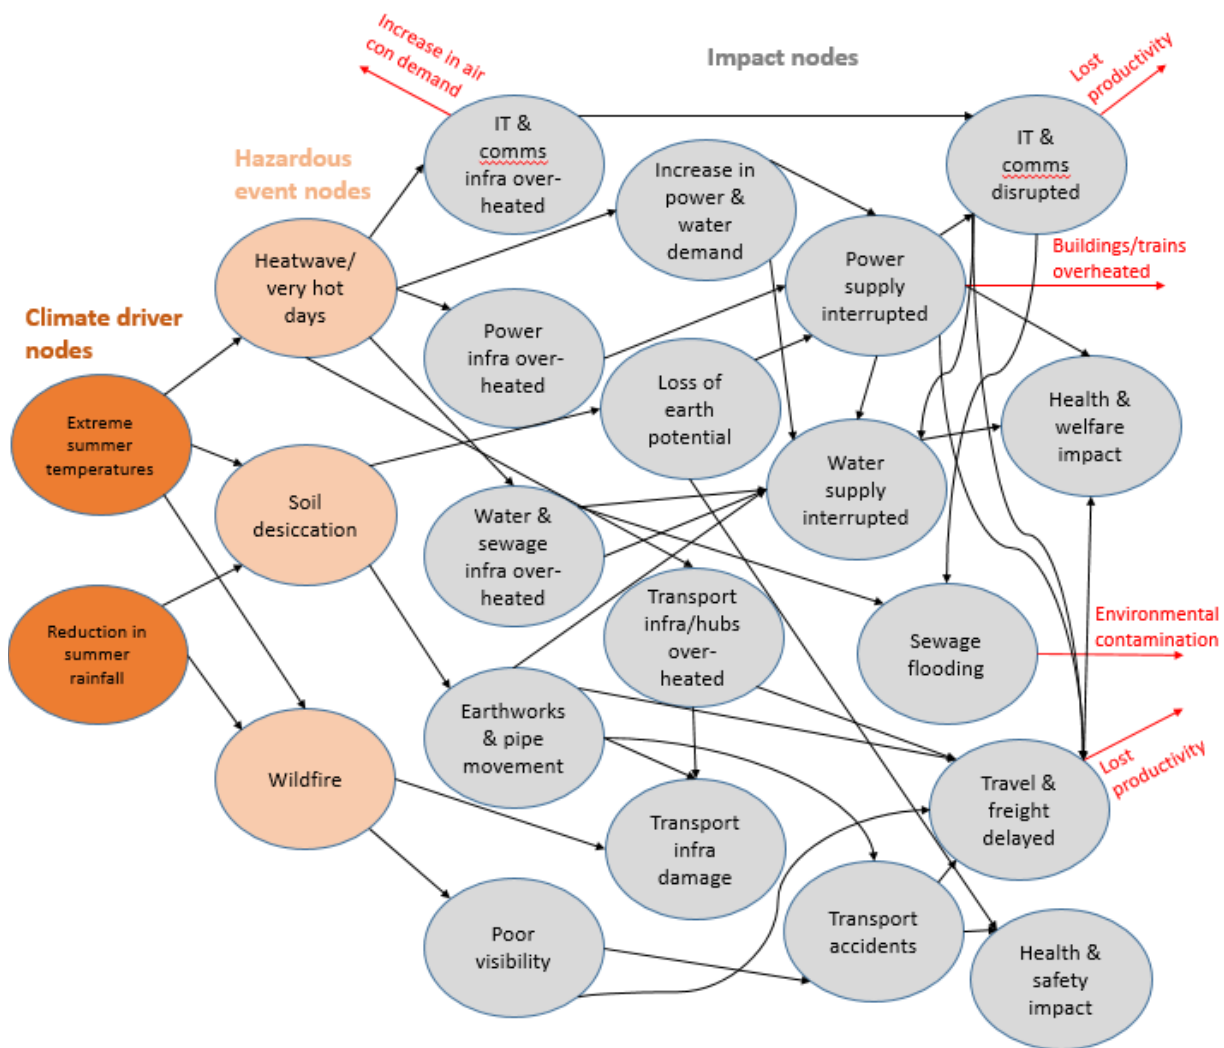 Increase in air
con demand
Impact nodes
Lost
productivity
Hazardous
event nodes
IT &
comms
infra over-
heated
Increase in
power &
water
demand
IT &
comms
disrupted
Heatwave/
very hot
days
Power
supply
interrupted
Buildings/trains
overheated
Climate driver
nodes
Power
infra over-
heated
Loss of
earth
potential
Health &
welfare
impact
Extreme
summer
temperatures
Soil
desiccation
Water &
sewage
infra over-
heated
Water
supply
interrupted
Reduction in
summer
rainfall
Transport
infra/hubs
over-
heated
Sewage
flooding
Environmental
contamination
Earthworks
& pipe
movement
Wildfire
Transport
infra
damage
Travel &
freight
delayed
Lost
productivity
Poor
visibility
Transport
accidents
Health &
safety
impact